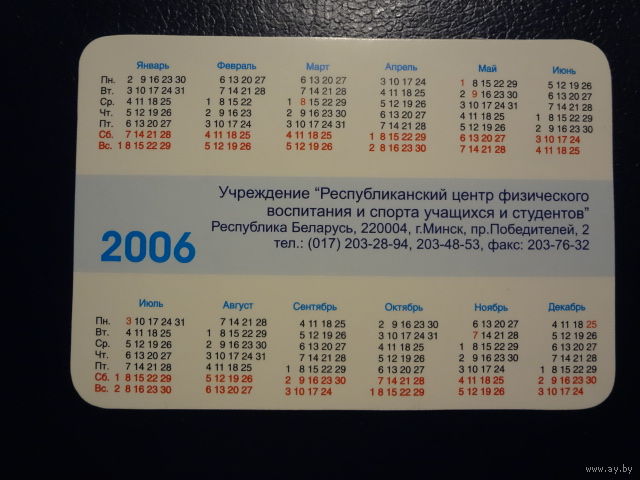 Январь Февраль Март Апрель Май Июнь
Пн. 2 9 16 23 30 6 13 20 27 6 13 20 27 3 10 17 24 1 8 15 22 29 5 12 19 26
Вт. 3 10 17 24 31 7 14 21 28 7 14 21 28 4 11 18 25 2 9 16 23 30 6 13 20 27
Ср. 4 11 18 25 1 8 15 22 1 8 15 22 29 5 12 19 26 3 10 17 24 31 7 14 21 28
Чт. 5 12 19 26 2 9 16 23 2 9 16 23 30 6 13 20 27 4 11 18 25 1 8 15 22 29
Пт. 6 13 20 27 3 10 17 24 3 10 17 24 31 7 14 21 28 5 12 19 26 2 9 16 23 30
Сб. 7 14 21 28 4 11 18 25 4 11 18 25 1 8 15 22 29 6 13 20 27 3 10 17 24
Вс. 1 8 15 22 29 5 12 19 26 5 12 19 26 2 9 16 23 30 7 14 21 28 4 11 18 25
Учреждение "Республиканский центр физического
воспитания и спорта учащихся и студентов"
Республика Беларусь, 220004, г.Минск, пр.Победителей, 2
2006 тел.: (017) 203-28-94, 203-48-53, факс: 203-76-32
Июль Август Сентябрь Октябрь Ноябрь Декабрь
Пн. 3 10 17 24 31 7 14 21 28 4 11 18 25 2 9 16 23 30 6 13 20 27 4 11 18 25
Вт. 4 11 18 25 1 8 15 22 29 5 12 19 26 3 10 17 24 31 7 14 21 28 5 12 19 26
Ср. 5 12 19 26 2 9 16 23 30 6 13 20 27 4 11 18 25 1 8 15 22 29 6 13 20 27
Чт. 6 13 20 27 3 10 17 24 31 7 14 21 28 5 12 19 26 2 9 16 23 30 7 14 21 28
Пт. 7 14 21 28 4 11 18 25 1 8 15 22 29 6 13 20 27 3 10 17 24 1 8 15 22 29
Сб. 1 8 15 22 29 5 12 19 26 2 9 16 23 30 7 14 21 28 4 11 18 25 2 9 16 23 30
Вс. 2 8 16 23 30 6 13 20 27 3 10 17 24 1 8 15 22 29 5 12 19 26 3 10 17 24 31
www.ay.by